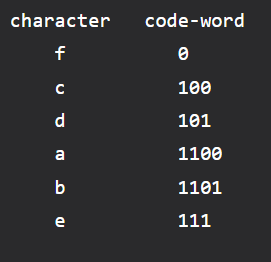 character code-word
f 0
c 100
d 101
a 1100
b 1101
e 111